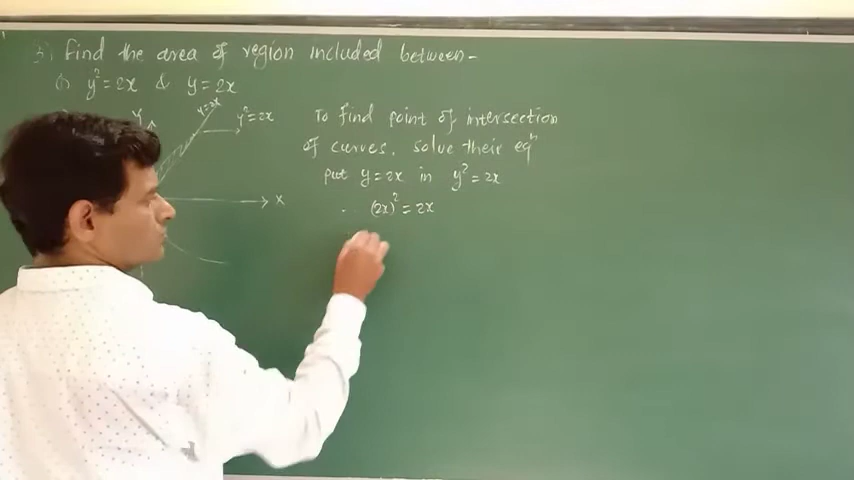 5) Find the area of region included between-
(i) y² = 2x & y = 2x
Y
y=2x
y² = 2x
X
To find point of intersection
of curves, solve their eqⁿ
put y = 2x in y² = 2x
∴ (2x)² = 2x